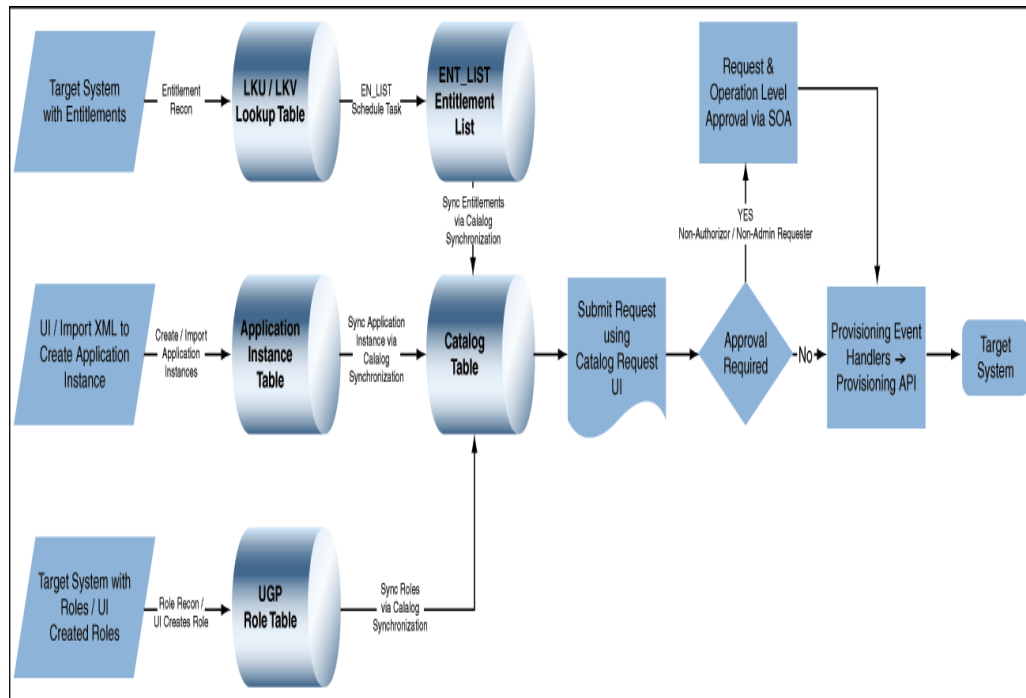 Target System
with Entitlements
Entitlement
Recon
LKU / LKV
Lookup Table
EN_LIST
Schedule Task
ENT_LIST
Entitlement
List
Request &
Operation Level
Approval via SOA
Sync Entitlements
via Calalog
Synchronization
YES
Non-Authorizor / Non-Admin Requester
UI / Import XML to
Create Application
Instance
Create / Import
Application
Instances
Application
Instance
Table
Sync Application
Instance via
Catalog
Synchronization
Catalog
Table
Submit Request
using
Catalog Request
UI
Approval
Required
No
Provisioning Event
Handlers ➔
Provisioning API
Target
System
Target System with
Roles / UI
Created Roles
Role Recon /
UI Creates Role
UGP
Role Table
Sync Roles
via Calalog
Synchronization